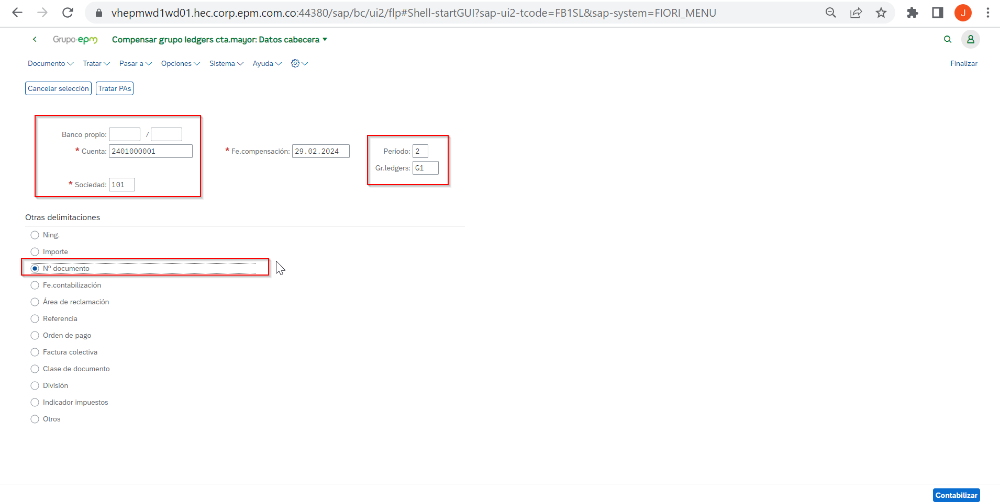 vhepmwd1wd01.hec.corp.epm.com.co:44380/sap/bc/ui2/flp#Shell-startGUI?sap-ui2-tcode=FB1SL&sap-system=FIORI_MENU
J
Grupo·epm
Compensar grupo ledgers cta.mayor: Datos cabecera
Documento Tratar Pasar a Opciones Sistema Ayuda Finalizar
Cancelar selección Tratar PAs
Banco propio: /
* Cuenta: 2401000001 * Fe.compensación: 29.02.2024 Período: 2
Gr.ledgers: G1
* Sociedad: 101
Otras delimitaciones
Ning.
Importe
Nº documento
Fe.contabilización
Área de reclamación
Referencia
Orden de pago
Factura colectiva
Clase de documento
División
Indicador impuestos
Otros
Contabilizar